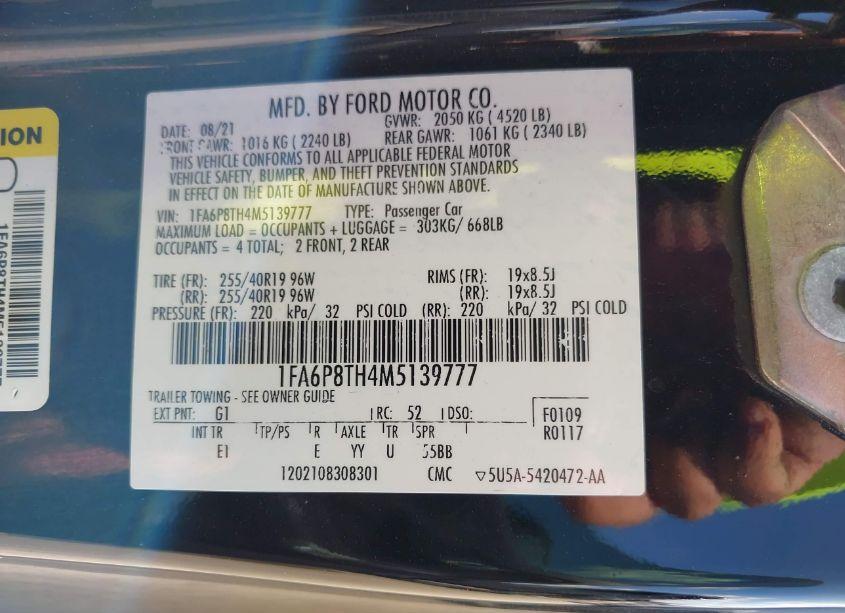 MFD. BY FORD MOTOR CO.
DATE: 08/21 GVWR: 2050 KG ( 4520 LB)
FRONT GAWR: 1016 KG ( 2240 LB) REAR GAWR: 1061 KG ( 2340 LB)
THIS VEHICLE CONFORMS TO ALL APPLICABLE FEDERAL MOTOR
VEHICLE SAFETY, BUMPER, AND THEFT PREVENTION STANDARDS
IN EFFECT ON THE DATE OF MANUFACTURE SHOWN ABOVE.
VIN: 1FA6P8TH4M5139777 TYPE: Passenger Car
MAXIMUM LOAD = OCCUPANTS + LUGGAGE = 303KG/ 668LB
OCCUPANTS = 4 TOTAL; 2 FRONT, 2 REAR
TIRE (FR): 255/40R19 96W RIMS (FR): 19x8.5J
(RR): 255/40R19 96W (RR): 19x8.5J
PRESSURE (FR): 220 kPa/ 32 PSI COLD (RR): 220 kPa/ 32 PSI COLD
1FA6P8TH4M5139777
TRAILER TOWING - SEE OWNER GUIDE
EXT PNT: G1 RC: 52 DSO: F0109
INT TR TP/PS R AXLE TR SPR R0117
E1 E YY U 55BB
1202108308301 CMC ▽5U5A-5420472-AA
ION
1FA6P8TH4M5139777